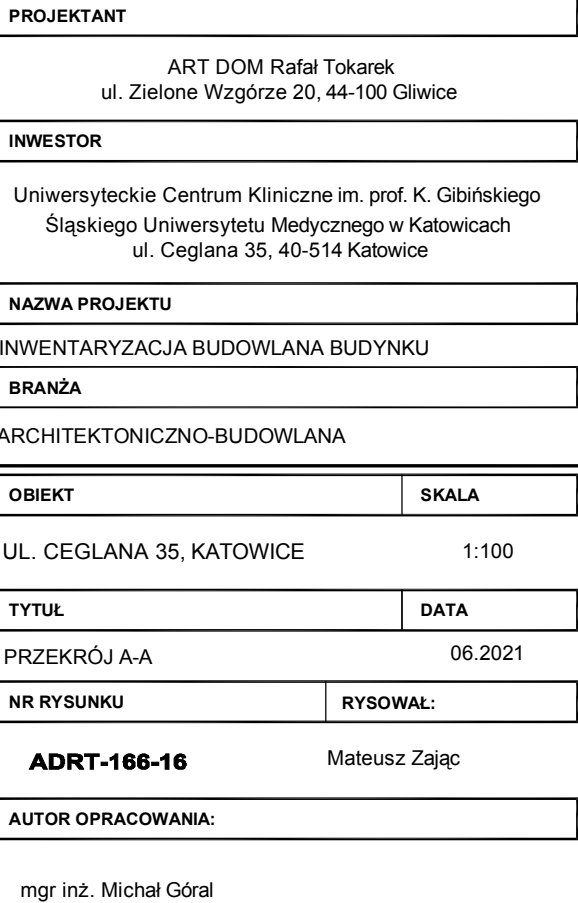 PROJEKTANT
ART DOM Rafał Tokarek
ul. Zielone Wzgórze 20, 44-100 Gliwice
INWESTOR
Uniwersyteckie Centrum Kliniczne im. prof. K. Gibińskiego
Śląskiego Uniwersytetu Medycznego w Katowicach
ul. Ceglana 35, 40-514 Katowice
NAZWA PROJEKTU
INWENTARYZACJA BUDOWLANA BUDYNKU
BRANŻA
ARCHITEKTONICZNO-BUDOWLANA
OBIEKT SKALA
UL. CEGLANA 35, KATOWICE 1:100
TYTUŁ DATA
PRZEKRÓJ A-A 06.2021
NR RYSUNKU RYSOWAŁ:
ADRT-166-16 Mateusz Zając
AUTOR OPRACOWANIA:
mgr inż. Michał Góral